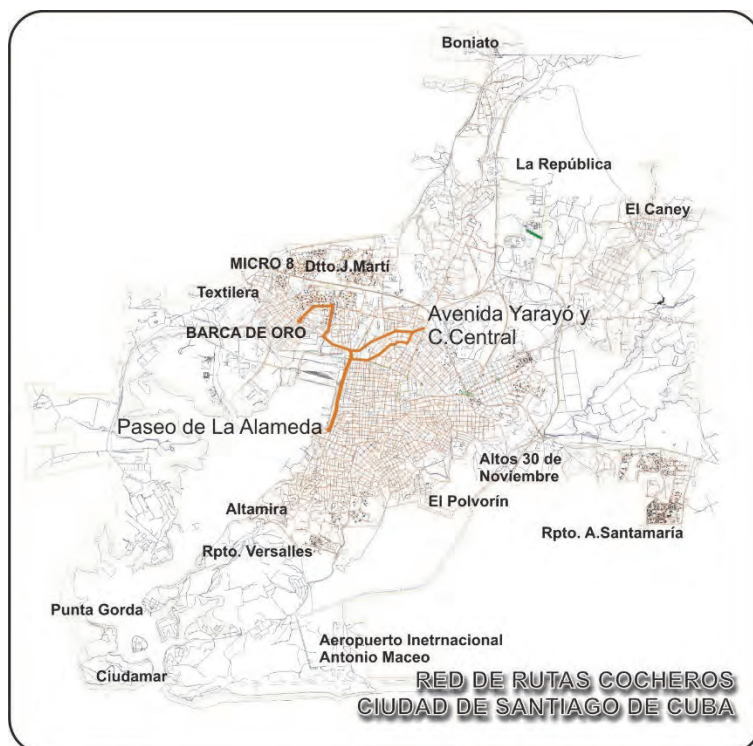 Boniato
La República
El Caney
MICRO 8
Dtto.J.Martí
Textilera
Avenida Yarayó y
C.Central
BARCA DE ORO
Paseo de La Alameda
Altos 30 de
Noviembre
El Polvorín
Altamira
Rpto. A.Santamaría
Rpto. Versalles
Punta Gorda
Aeropuerto Inetrnacional
Antonio Maceo
Ciudamar
RED DE RUTAS COCHEROS
CIUDAD DE SANTIAGO DE CUBA